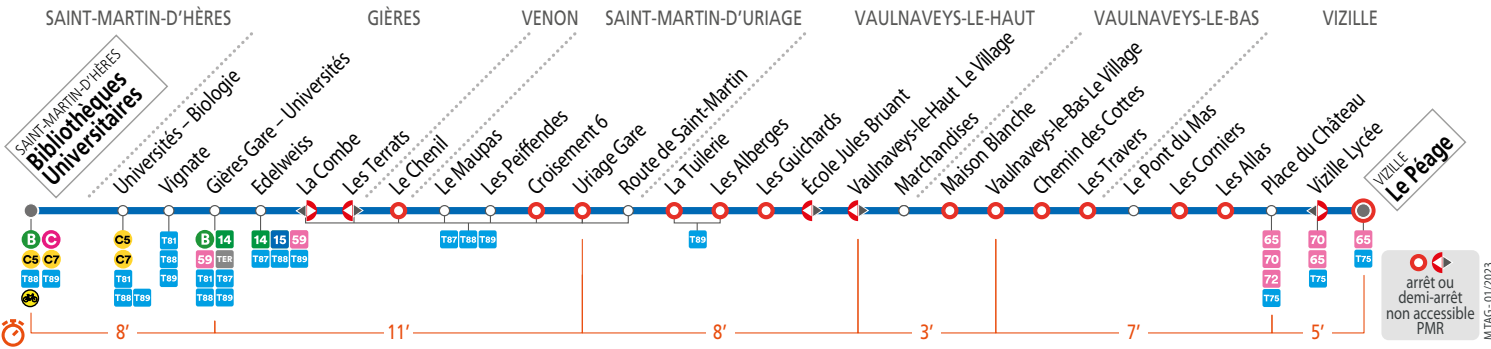 SAINT-MARTIN-D'HÈRES
GIÈRES
VENON
SAINT-MARTIN-D'URIAGE
VAULNAVEYS-LE-HAUT
VAULNAVEYS-LE-BAS
VIZILLE
SAINT-MARTIN-D'HÈRES
Bibliothèques
Universitaires
Universités – Biologie
Vignate
Gières Gare – Universités
Edelweiss
La Combe
Les Terrats
Le Chenil
Le Maupas
Les Peiffendes
Croisement 6
Uriage Gare
Route de Saint-Martin
La Tuilerie
Les Alberges
Les Guichards
École Jules Bruant
Vaulnaveys-le-Haut Le Village
Marchandises
Maison Blanche
Vaulnaveys-le-Bas Le Village
Chemin des Cottes
Les Travers
Le Pont du Mas
Les Corniers
Les Allas
Place du Château
Vizille Lycée
VIZILLE
Le Péage
B C
C5 C7
T88 T89
C5
C7
T81
T88 T89
T81
T88
T89
B 14
59 TER
T81 T87
T88 T89
14 15 59
T87 T88 T89
T87 T88 T89
T89
65
70
72
T75
70
65
T75
65
T75
arrêt ou
demi-arrêt
non accessible
PMR
M TAG - 01/2023
8’
11’
8’
3’
7’
5’